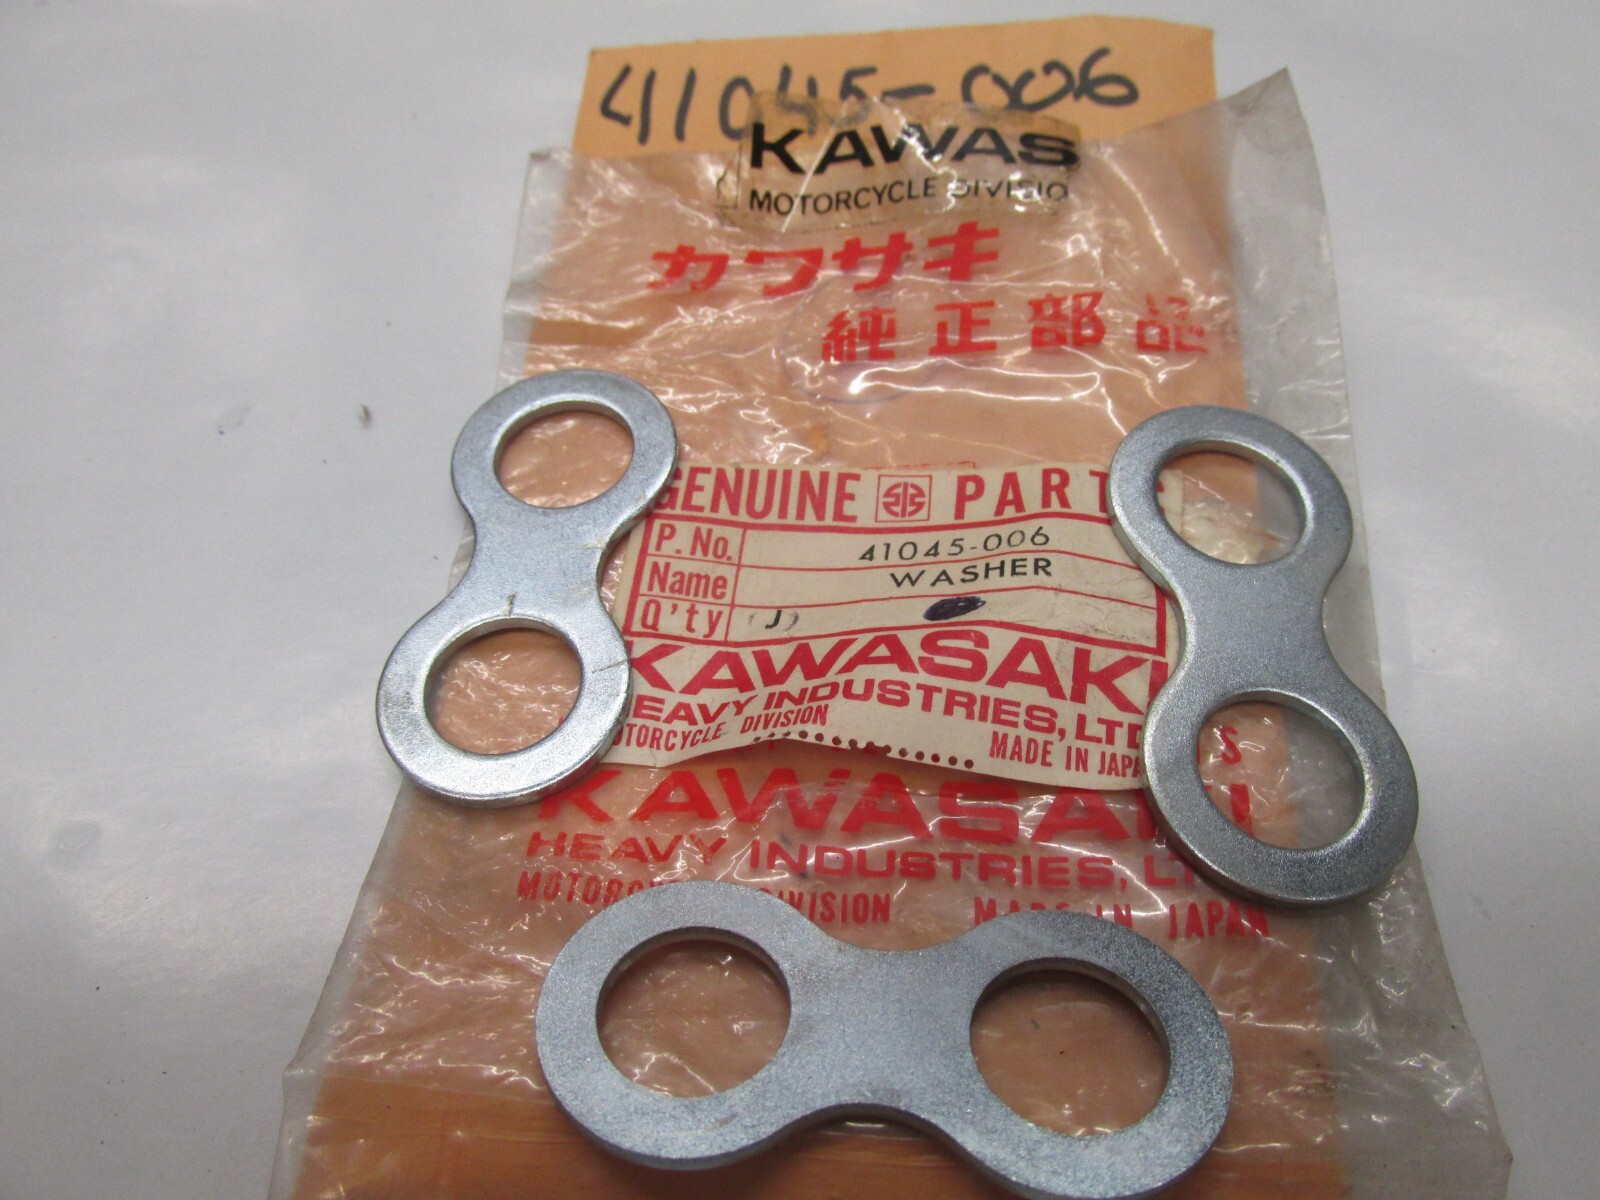 41045-006
KAWAS
MOTORCYCLE DIVISIO
カワサキ
純正部品
GENUINE PARTS
P. No. 41045-006
Name WASHER
Q'ty (J)
KAWASAKI
HEAVY INDUSTRIES, LTD
MOTORCYCLE DIVISION MADE IN JAPAN
KAWASAKI
HEAVY INDUSTRIES, LT
MOTORCYCLE DIVISION MADE IN JAPAN